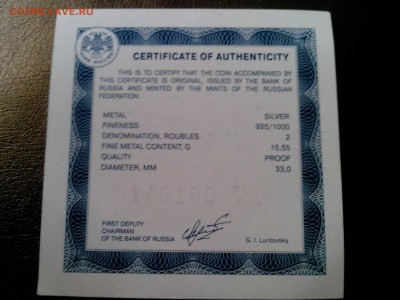 COINS.SAVE.RU
CERTIFICATE OF AUTHENTICITY
THIS IS TO CERTIFY THAT THE COIN ACCOMPANIED BY
THIS CERTIFICATE IS ORIGINAL, ISSUED BY THE BANK OF
RUSSIA AND MINTED BY THE MINTS OF THE RUSSIAN
FEDERATION.
METAL SILVER
FINENESS 925/1000
DENOMINATION, ROUBLES 2
FINE METAL CONTENT, G 15,55
QUALITY PROOF
DIAMETER, MM 33,0
FIRST DEPUTY
CHAIRMAN
OF THE BANK OF RUSSIA G. I. Luntovsky